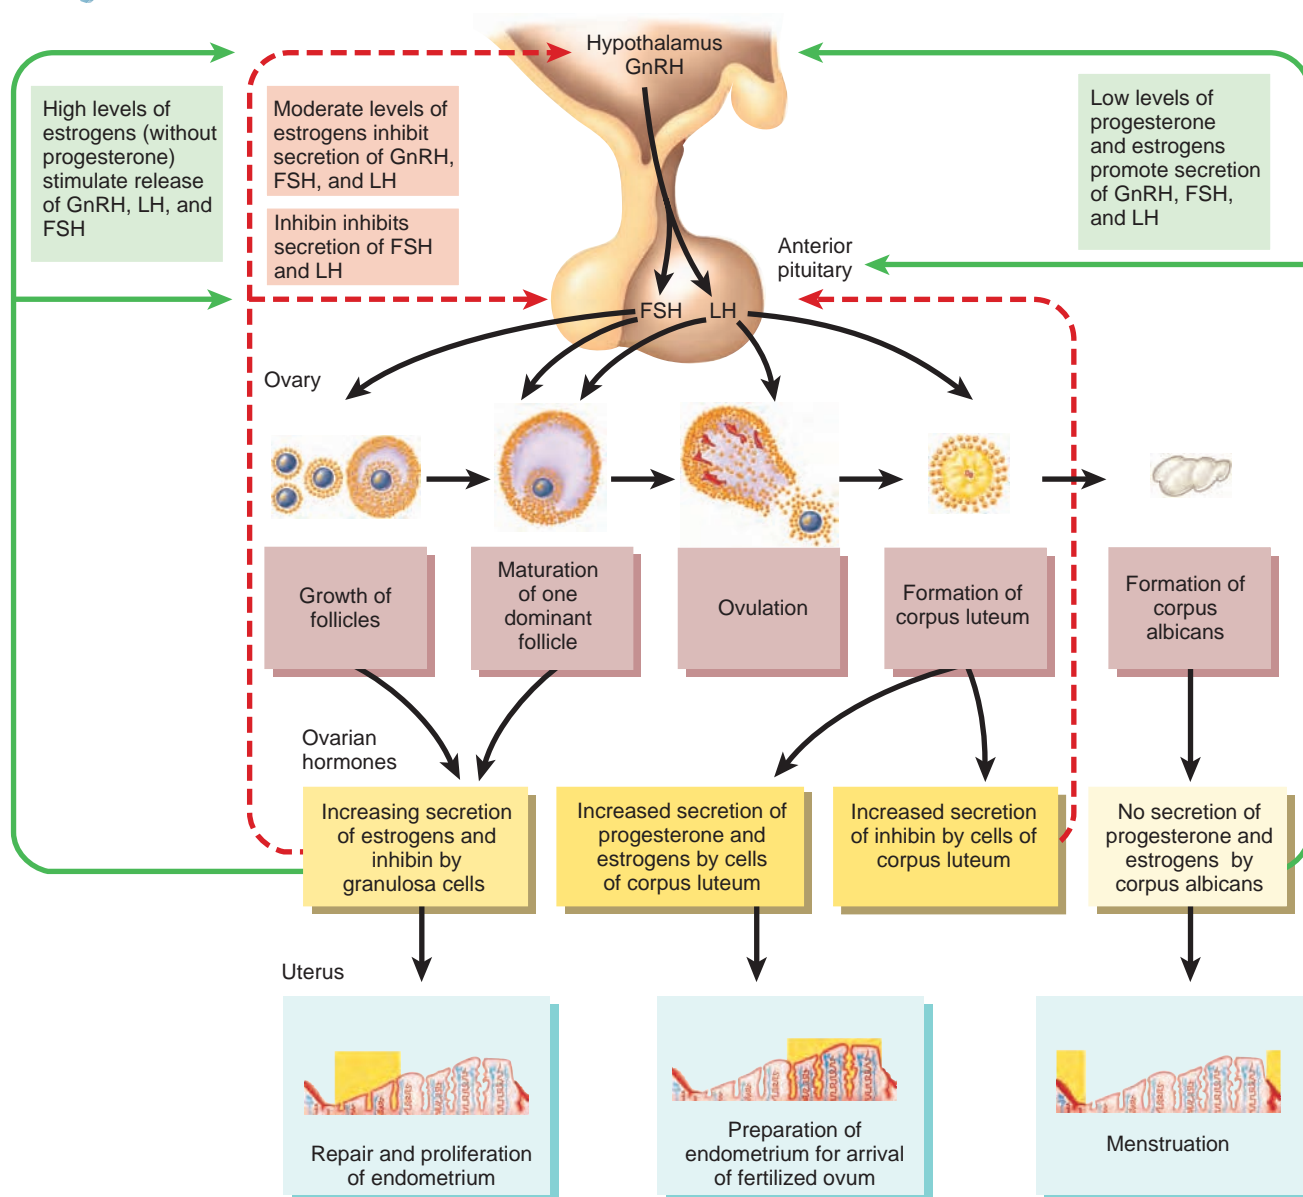 Hypothalamus
GnRH
High levels of
estrogens (without
progesterone)
stimulate release
of GnRH, LH, and
FSH
Moderate levels of
estrogens inhibit
secretion of GnRH,
FSH, and LH
Inhibin inhibits
secretion of FSH
and LH
Low levels of
progesterone
and estrogens
promote secretion
of GnRH, FSH,
and LH
Anterior
pituitary
FSH
LH
Ovary
Growth of
follicles
Maturation
of one
dominant
follicle
Ovulation
Formation of
corpus luteum
Formation of
corpus
albicans
Ovarian
hormones
Increasing secretion
of estrogens and
inhibin by
granulosa cells
Increased secretion of
progesterone and
estrogens by cells
of corpus luteum
Increased secretion
of inhibin by cells of
corpus luteum
No secretion of
progesterone and
estrogens by
corpus albicans
Uterus
Repair and proliferation
of endometrium
Preparation of
endometrium for arrival
of fertilized ovum
Menstruation